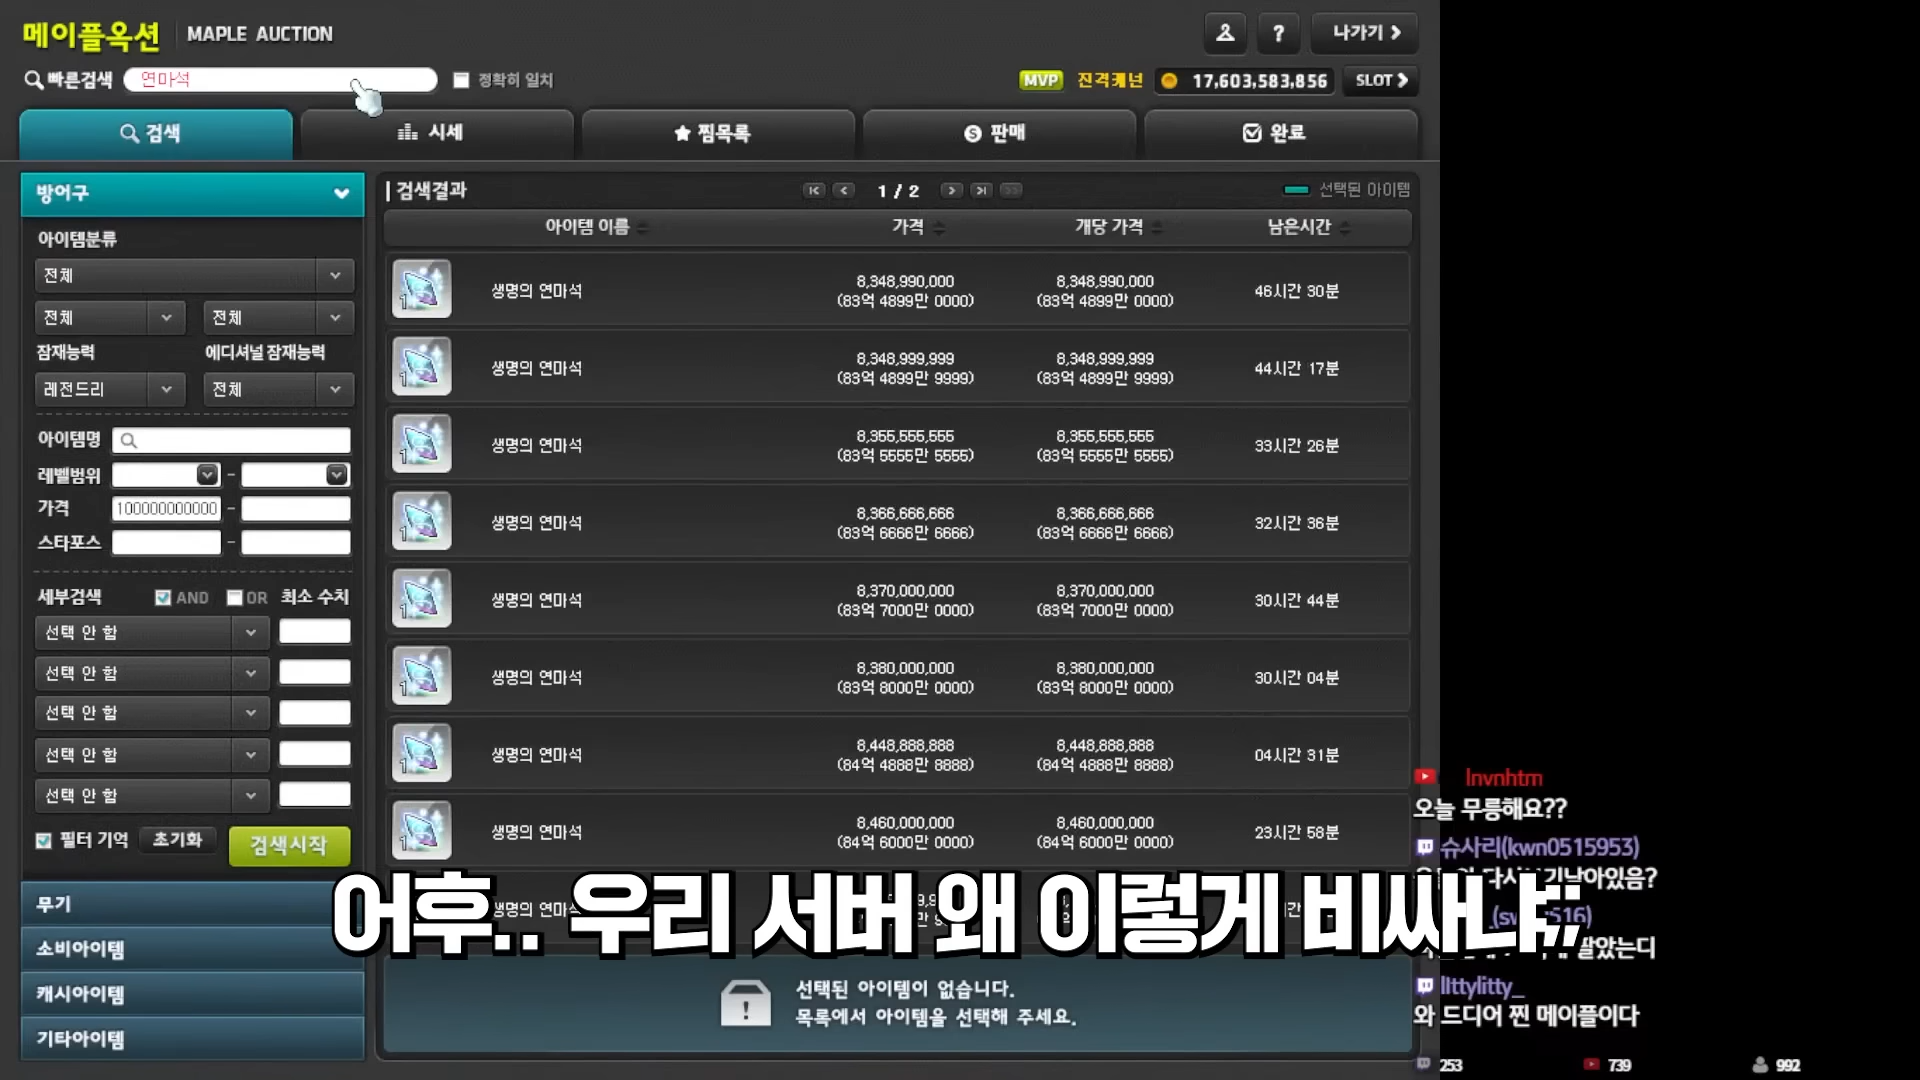 메이플옥션 MAPLE AUCTION
? 나가기
빠른검색 연마석 정확히 일치
MVP 진격캐넌 17,603,583,856 SLOT
검색 시세 찜목록 판매 완료
방어구
아이템분류
전체
전체 전체
잠재능력 에디셔널 잠재능력
레전드리 전체
아이템명
레벨범위 -
가격 100000000000 -
스타포스 -
세부검색 AND OR 최소 수치
선택 안 함
선택 안 함
선택 안 함
선택 안 함
선택 안 함
필터 기억 초기화 검색시작
무기
소비아이템
캐시아이템
기타아이템
검색결과 1 / 2 선택된 아이템
아이템 이름 가격 개당 가격 남은시간
1 생명의 연마석 8,348,990,000 8,348,990,000 46시간 30분
(83억 4899만 0000) (83억 4899만 0000)
1 생명의 연마석 8,348,999,999 8,348,999,999 44시간 17분
(83억 4899만 9999) (83억 4899만 9999)
1 생명의 연마석 8,355,555,555 8,355,555,555 33시간 26분
(83억 5555만 5555) (83억 5555만 5555)
1 생명의 연마석 8,366,666,666 8,366,666,666 32시간 36분
(83억 6666만 6666) (83억 6666만 6666)
1 생명의 연마석 8,370,000,000 8,370,000,000 30시간 44분
(83억 7000만 0000) (83억 7000만 0000)
1 생명의 연마석 8,380,000,000 8,380,000,000 30시간 04분
(83억 8000만 0000) (83억 8000만 0000)
1 생명의 연마석 8,448,888,888 8,448,888,888 04시간 31분
(84억 4888만 8888) (84억 4888만 8888)
1 생명의 연마석 8,460,000,000 8,460,000,000 23시간 58분
(84억 6000만 0000) (84억 6000만 0000)
생명의 연마석
어후.. 우리 서버 왜 이렇게 비싸냐;;
선택된 아이템이 없습니다.
목록에서 아이템을 선택해 주세요.
lnvnhtm
오늘 무릉해요??
슈사리(kwn0515953)
남아있음?
516)
팔았는디
littylitty_
와 드디어 찐 메이플이다
253 739 992